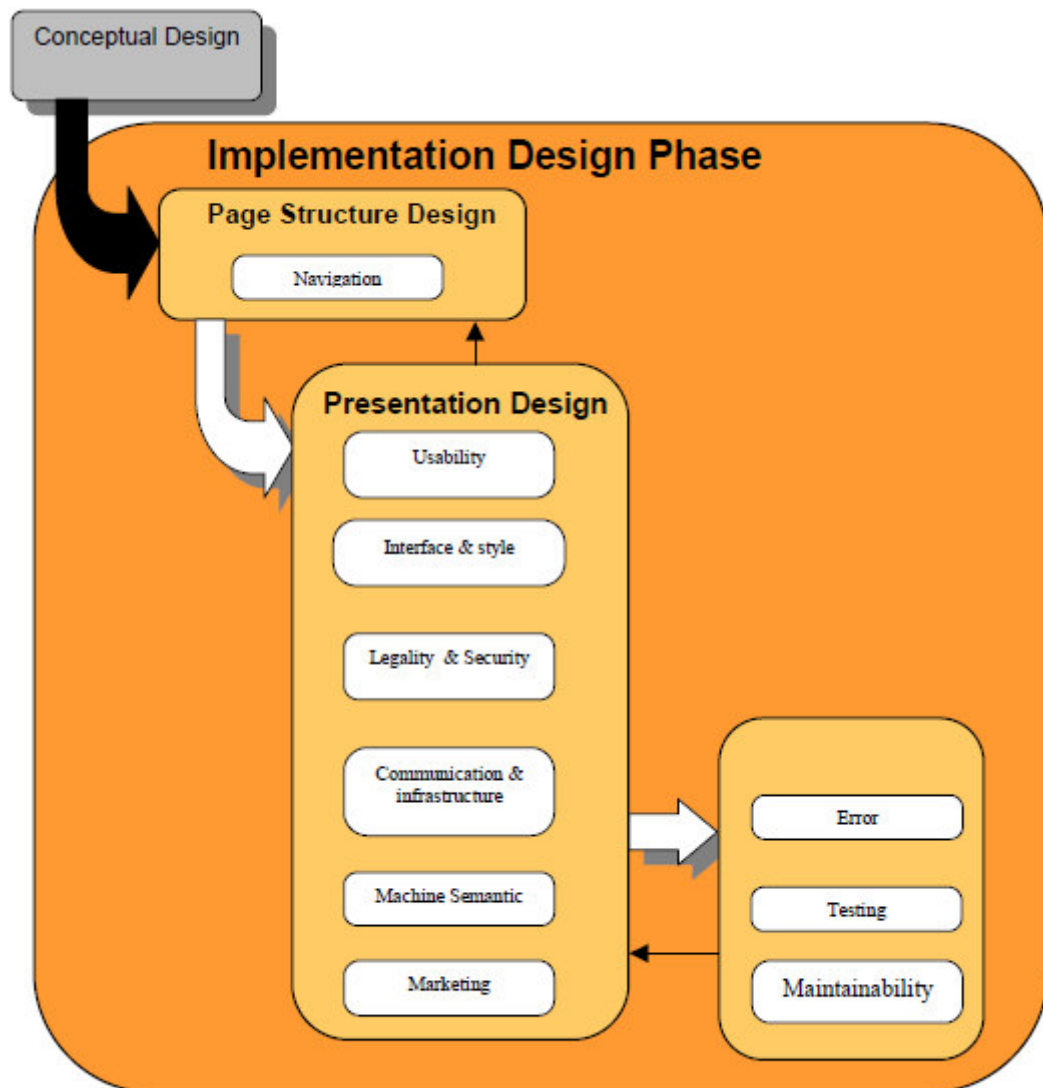 Conceptual Design
Implementation Design Phase
Page Structure Design
Navigation
Presentation Design
Usability
Interface & style
Legality & Security
Communication &
infrastructure
Machine Semantic
Marketing
Error
Testing
Maintainability